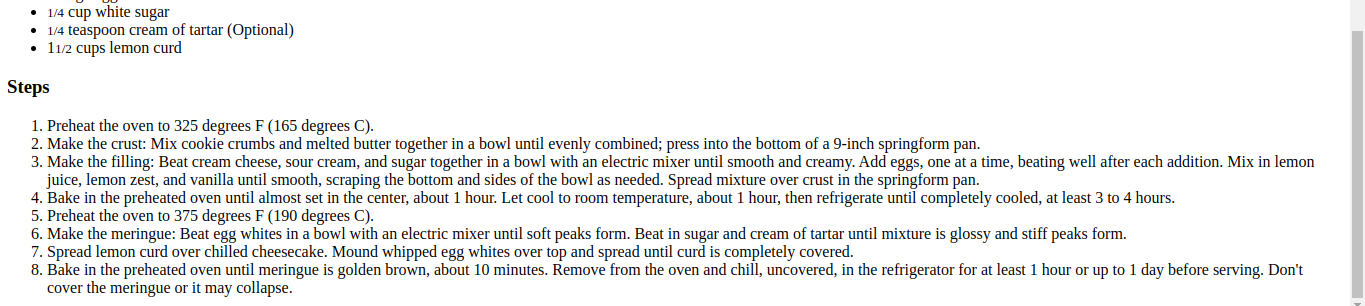 1/4 cup white sugar
1/4 teaspoon cream of tartar (Optional)
11/2 cups lemon curd
Steps
1. Preheat the oven to 325 degrees F (165 degrees C).
2. Make the crust: Mix cookie crumbs and melted butter together in a bowl until evenly combined; press into the bottom of a 9-inch springform pan.
3. Make the filling: Beat cream cheese, sour cream, and sugar together in a bowl with an electric mixer until smooth and creamy. Add eggs, one at a time, beating well after each addition. Mix in lemon
juice, lemon zest, and vanilla until smooth, scraping the bottom and sides of the bowl as needed. Spread mixture over crust in the springform pan.
4. Bake in the preheated oven until almost set in the center, about 1 hour. Let cool to room temperature, about 1 hour, then refrigerate until completely cooled, at least 3 to 4 hours.
5. Preheat the oven to 375 degrees F (190 degrees C).
6. Make the meringue: Beat egg whites in a bowl with an electric mixer until soft peaks form. Beat in sugar and cream of tartar until mixture is glossy and stiff peaks form.
7. Spread lemon curd over chilled cheesecake. Mound whipped egg whites over top and spread until curd is completely covered.
8. Bake in the preheated oven until meringue is golden brown, about 10 minutes. Remove from the oven and chill, uncovered, in the refrigerator for at least 1 hour or up to 1 day before serving. Don't
cover the meringue or it may collapse.